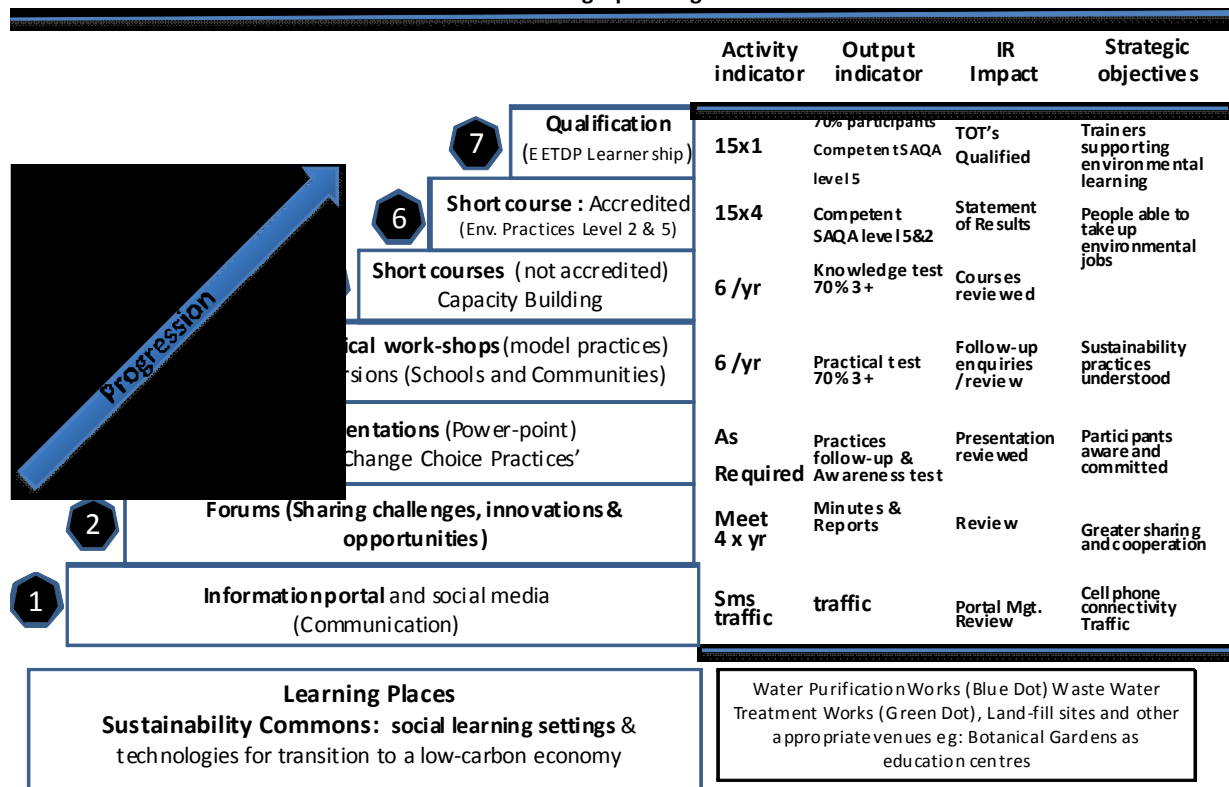 Activity indicator
Output indicator
IR Impact
Strategic objectives
7
Qualification
(EETDP Learnership)
15x1
70% participants
Competent SAQA
level 5
TOT's
Qualified
Trainers
supporting
environmental
learning
6
Short course : Accredited
(Env. Practices Level 2 & 5)
15x4
Competent
SAQA level 5&2
Statement
of Results
People able to
take up
environmental
jobs
Short courses (not accredited)
Capacity Building
6 /yr
Knowledge test
70% 3+
Courses
reviewed
work-shops (model practices)
(Schools and Communities)
6 /yr
Practical test
70% 3+
Follow-up
enquiries
/review
Sustainability
practices
understood
Progression
(Power-point)
Change Choice Practices’
As
Required
Practices
follow-up &
Awareness test
Presentation
reviewed
Participants
aware and
committed
2
Forums (Sharing challenges, innovations &
opportunities)
Meet
4 x yr
Minutes &
Reports
Review
Greater sharing
and cooperation
1
Information portal and social media
(Communication)
Sms
traffic
traffic
Portal Mgt.
Review
Cell phone
connectivity
Traffic
Learning Places
Sustainability Commons: social learning settings &
technologies for transition to a low-carbon economy
Water Purification Works (Blue Dot) Waste Water
Treatment Works (Green Dot), Land-fill sites and other
appropriate venues eg: Botanical Gardens as
education centres